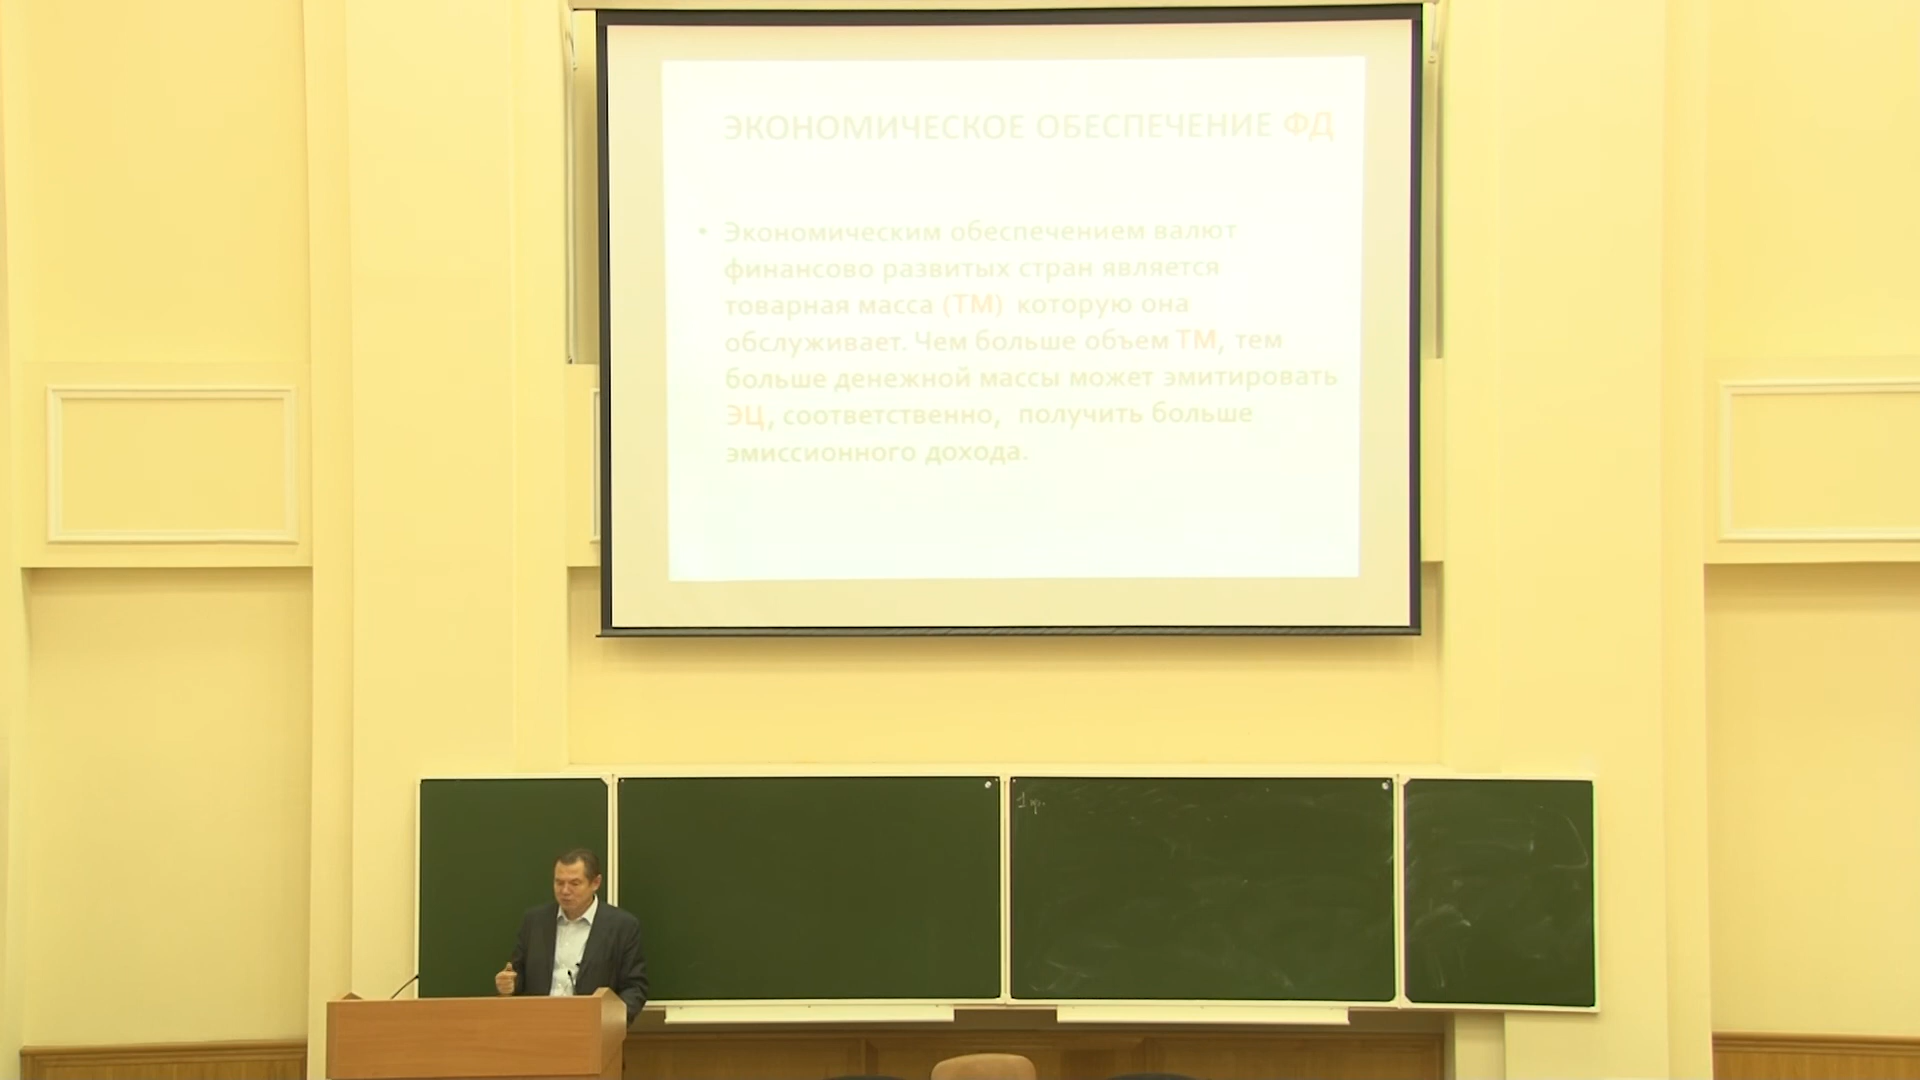 ЭКОНОМИЧЕСКОЕ ОБЕСПЕЧЕНИЕ ФД
• Экономическим обеспечением валют
финансово развитых стран является
товарная масса (ТМ) которую она
обслуживает. Чем больше объем ТМ, тем
больше денежной массы может эмитировать
ЭЦ, соответственно, получить больше
эмиссионного дохода.